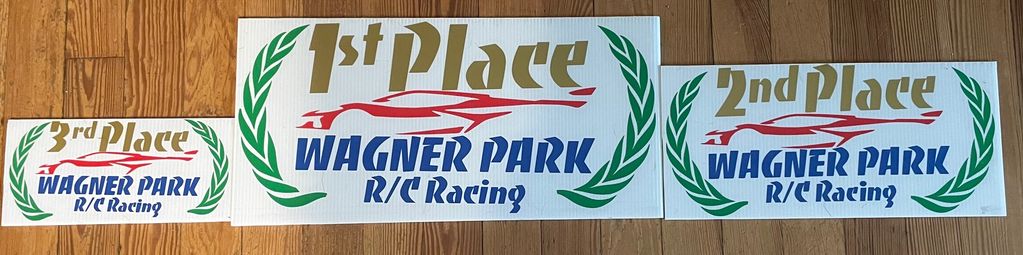 3rd Place
WAGNER PARK
R/C Racing
1st Place
WAGNER PARK
R/C Racing
2nd Place
WAGNER PARK
R/C Racing